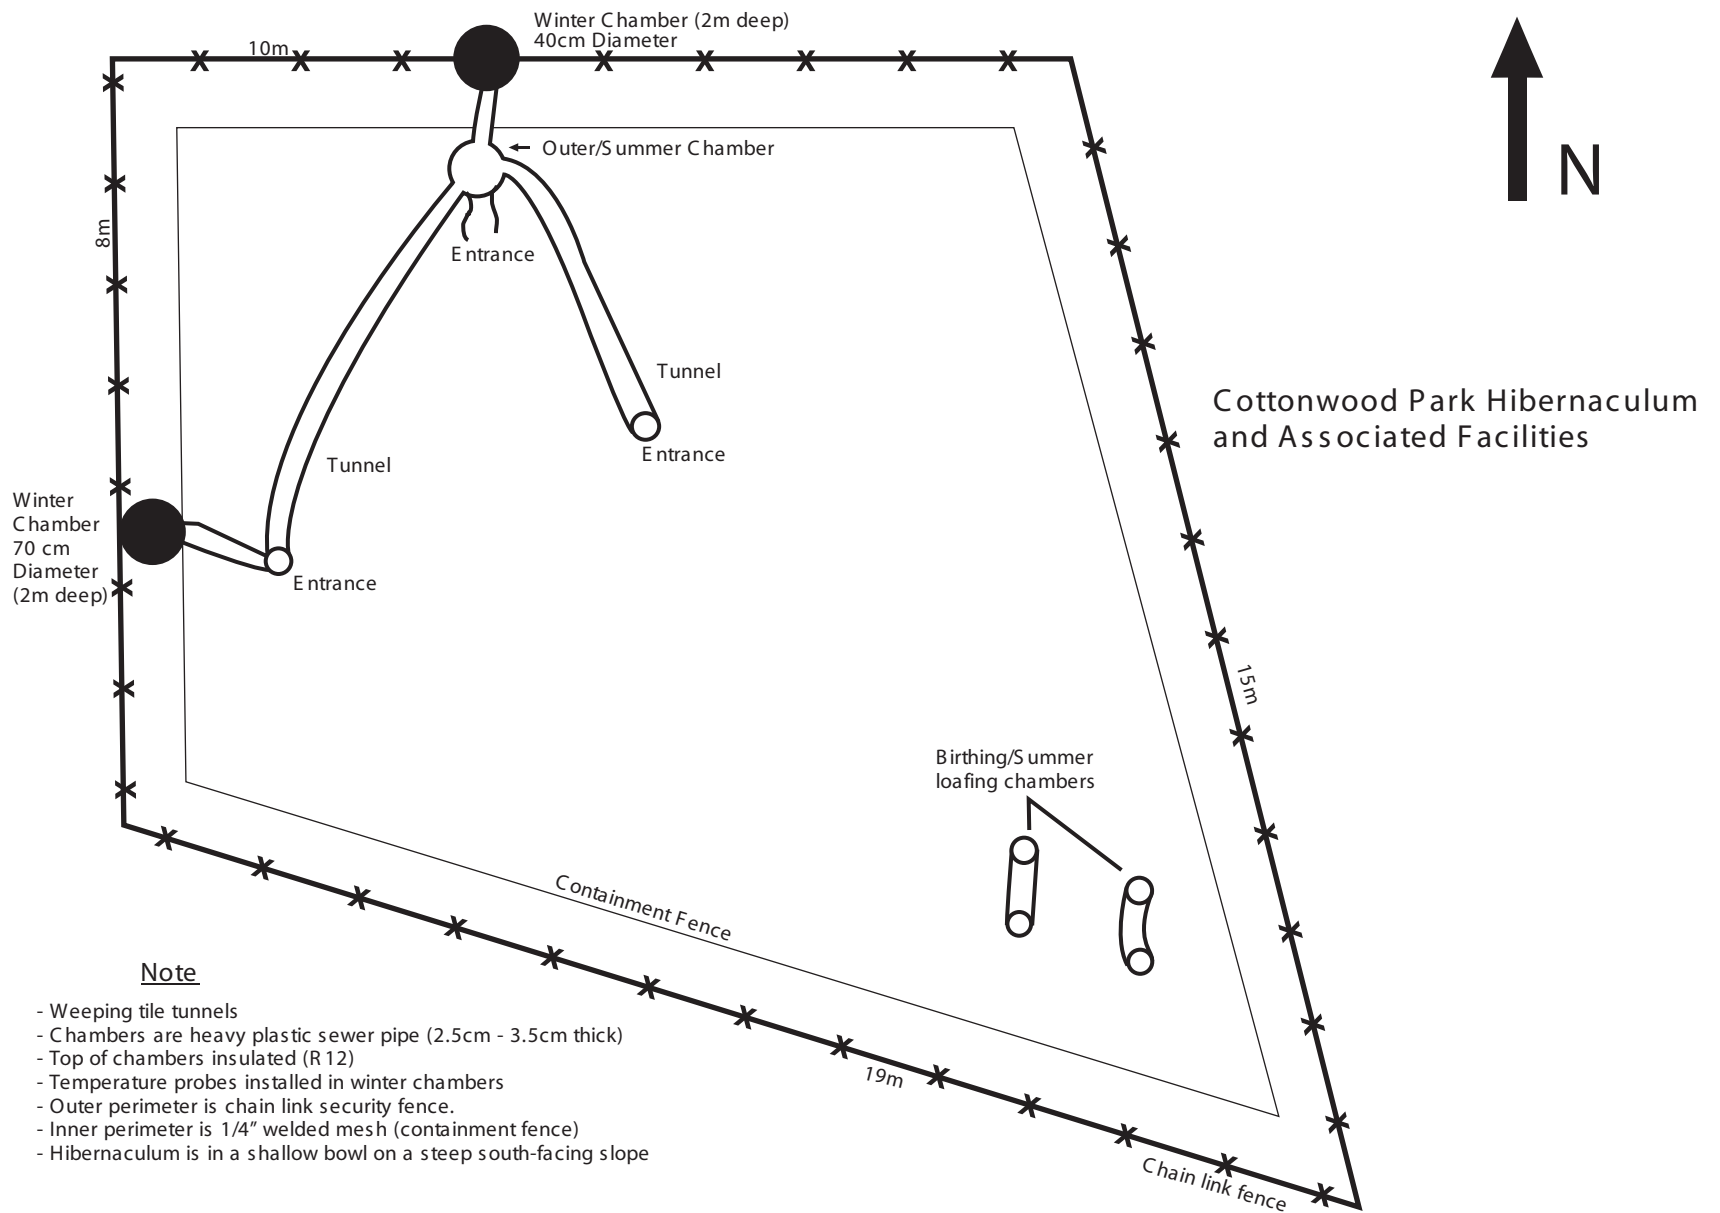 Winter Chamber (2m deep)
40cm Diameter
10m
N
Outer/Summer Chamber
8m
Entrance
Tunnel
Cottonwood Park Hibernaculum
and Associated Facilities
Entrance
Tunnel
Winter
Chamber
70 cm
Diameter
(2m deep)
Entrance
15m
Birthing/Summer
loafing chambers
Containment Fence
19m
Chain link fence
Note
- Weeping tile tunnels
- Chambers are heavy plastic sewer pipe (2.5cm - 3.5cm thick)
- Top of chambers insulated (R12)
- Temperature probes installed in winter chambers
- Outer perimeter is chain link security fence.
- Inner perimeter is 1/4” welded mesh (containment fence)
- Hibernaculum is in a shallow bowl on a steep south-facing slope